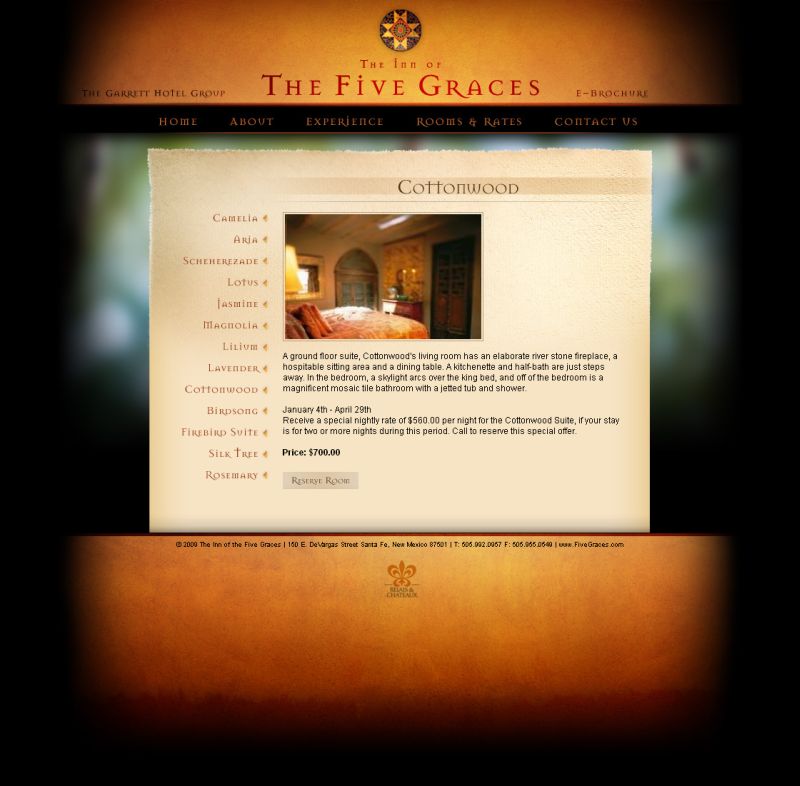 The Inn of
The Five Graces
The Garrett Hotel Group
E-Brochure
Home About Experience Rooms & Rates Contact Us
Cottonwood
Camelia
Aria
Scheherezade
Lotus
Jasmine
Magnolia
Lilium
Lavender
Cottonwood
Birdsong
Firebird Suite
Silk Tree
Rosemary
A ground floor suite, Cottonwood's living room has an elaborate river stone fireplace, a
hospitable sitting area and a dining table. A kitchenette and half-bath are just steps
away. In the bedroom, a skylight arcs over the king bed, and off of the bedroom is a
magnificent mosaic tile bathroom with a jetted tub and shower.
January 4th - April 29th
Receive a special nightly rate of $560.00 per night for the Cottonwood Suite, if your stay
is for two or more nights during this period. Call to reserve this special offer.
Price: $700.00
Reserve Room
© 2009 The Inn of the Five Graces | 150 E. DeVargas Street Santa Fe, New Mexico 87501 | T: 505.992.0957 F: 505.955.0549 | www.FiveGraces.com
RELAIS &
CHATEAUX